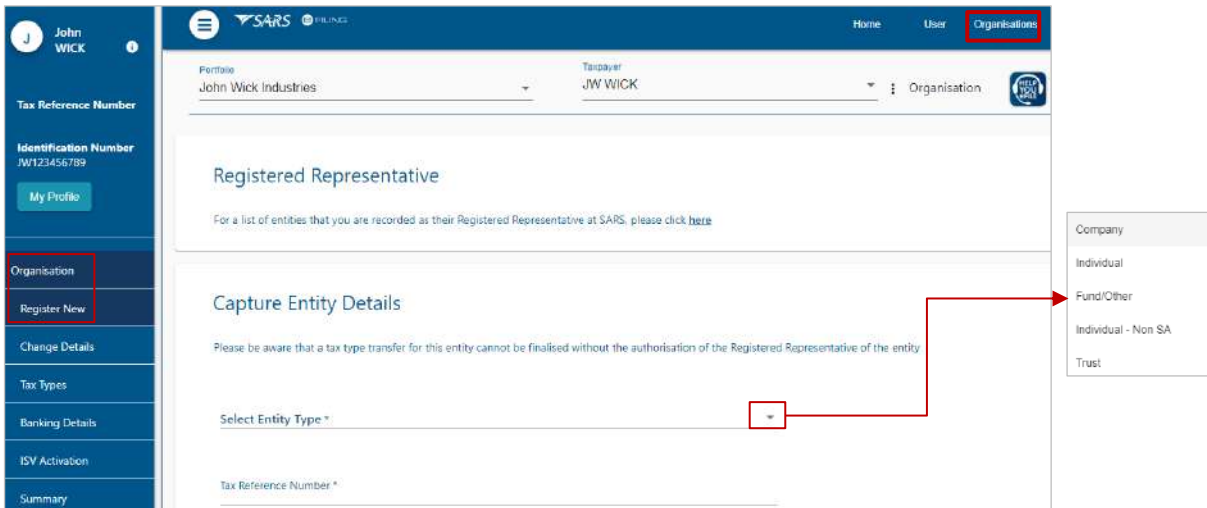 J
John
WICK
Tax Reference Number
Identification Number
JW123456789
My Profile
Organisation
Register New
Change Details
Tax Types
Banking Details
ISV Activation
Summary
SARS eFILING
Home User Organisations
Portfolio
John Wick Industries
Taxpayer
JW WICK
Organisation
HELP
YOU
eFILE
Registered Representative
For a list of entities that you are recorded as their Registered Representative at SARS, please click here
Capture Entity Details
Please be aware that a tax type transfer for this entity cannot be finalised without the authorisation of the Registered Representative of the entity
Select Entity Type *
Tax Reference Number *
Company
Individual
Fund/Other
Individual - Non SA
Trust